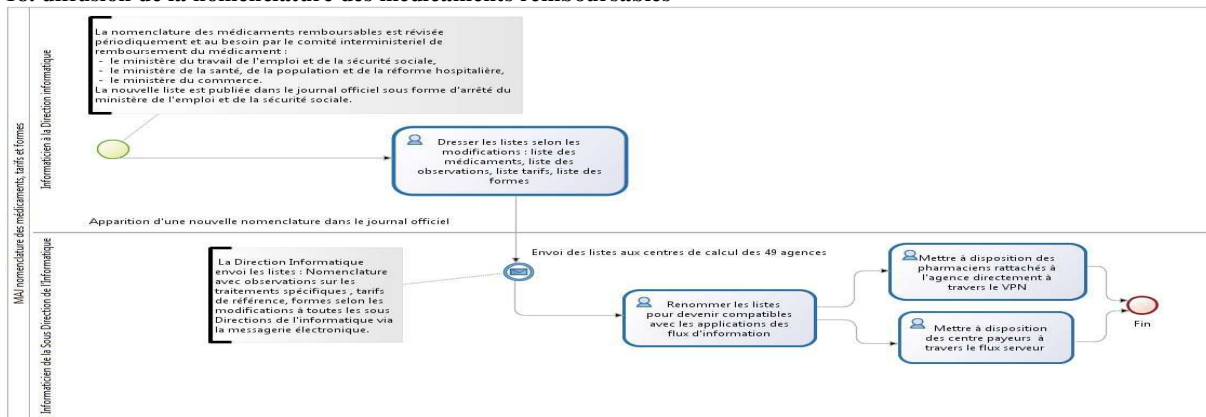 18. diffusion de la nomenclature des médicaments remboursables
MAJ nomenclature des médicaments, tarifs et formes
Informaticien à la Direction informatique
La nomenclature des médicaments remboursables est révisée
périodiquement et au besoin par le comité interministeriel de
remboursement du médicament :
- le ministère du travail de l'emploi et de la sécurité sociale,
- le ministère de la santé, de la population et de la réforme hospitalière,
- le ministère du commerce.
La nouvelle liste est publiée dans le journal officiel sous forme d'arrêté du
ministère de l'emploi et de la sécurité sociale.
Dresser les listes selon les
modifications : liste des
médicaments, liste des
observations, liste tarifs, liste des
formes
Apparition d'une nouvelle nomenclature dans le journal officiel
Informaticien de la Sous Direction de l'Informatique
La Direction Informatique
envoi les listes : Nomenclature
avec observations sur les
traitements spécifiques , tarifs
de référence, formes selon les
modifications à toutes les sous
Directions de l'informatique via
la messagerie électronique.
Envoi des listes aux centres de calcul des 49 agences
Renommer les listes
pour devenir compatibles
avec les applications des
flux d'information
Mettre à disposition des
pharmaciens rattachés à
l'agence directement à
travers le VPN
Mettre à disposition
des centre payeurs à
travers le flux serveur
Fin